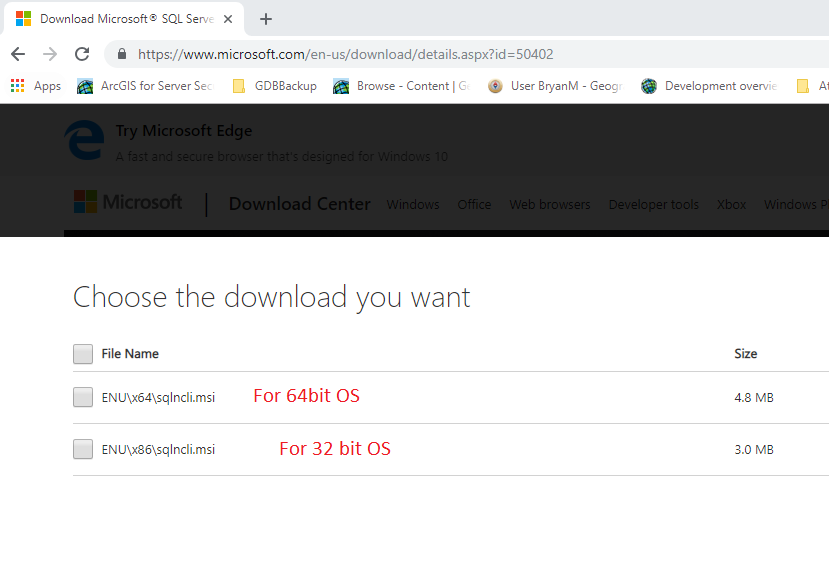 Download Microsoft® SQL Serve
https://www.microsoft.com/en-us/download/details.aspx?id=50402
Apps ArcGIS for Server Sec GDBBackup Browse - Content | Ge User BryanM - Geogr Development overvie At
Try Microsoft Edge
A fast and secure browser that's designed for Windows 10
Microsoft | Download Center Windows Office Web browsers Developer tools Xbox Windows P
Choose the download you want
File Name Size
ENU\x64\sqlncli.msi For 64bit OS 4.8 MB
ENU\x86\sqlncli.msi For 32 bit OS 3.0 MB